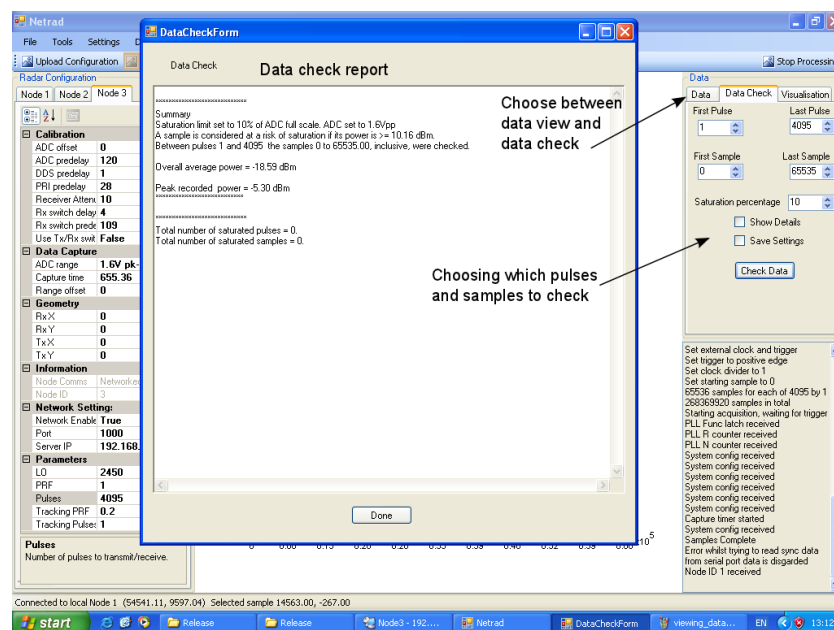 Netrad
File Tools Settings
Upload Configuration
Stop Processin
Radar Configuration
Node 1 Node 2 Node 3
Calibration
ADC offset 0
ADC predelay 120
DDS predelay 1
PRI predelay 28
Receiver Attenu 10
Rx switch delay 4
Rx switch prede 109
Use Tx/Rx swit False
Data Capture
ADC range 1.6V pk-
Capture time 655.36
Range offset 0
Geometry
RxX 0
RxY 0
TxX 0
TxY 0
Information
Node Comms Networked
Node ID 3
Network Setting:
Network Enable True
Port 1000
Server IP 192.168.
Parameters
LO 2450
PRF 1
Pulses 4095
Tracking PRF 0.2
Tracking Pulse: 1
Pulses
Number of pulses to transmit/receive.
DataCheckForm
Data Check
Data check report
******************************
Summary
Saturation limit set to 10% of ADC full scale. ADC set to 1.6Vpp
A sample is considered at a risk of saturation if its power is >= 10.16 dBm.
Between pulses 1 and 4095 the samples 0 to 65535.00, inclusive, were checked.
Overall average power = -18.59 dBm
Peak recorded power = -5.30 dBm
******************************
******************************
Total number of saturated pulses = 0.
Total number of saturated samples = 0.
Choose between
data view and
data check
Choosing which pulses
and samples to check
Done
Data
Data Data Check Visualisation
First Pulse Last Pulse
1 4095
First Sample Last Sample
0 65535
Saturation percentage 10
Show Details
Save Settings
Check Data
Set external clock and trigger
Set trigger to positive edge
Set clock divider to 1
Set starting sample to 0
65536 samples for each of 4095 by 1
268369920 samples in total
Starting acquisition, waiting for trigger
PLL Func latch received
PLL R counter received
PLL N counter received
System config received
System config received
System config received
System config received
System config received
System config received
Capture timer started
System config received
Samples Complete
Error whilst trying to read sync data
from serial port data is disgarded
Node ID 1 received
Connected to local Node 1 (54541.11, 9597.04) Selected sample 14563.00, -267.00
start Release Release Node3 - 192.... Netrad DataCheckForm viewing_data... EN 13:12